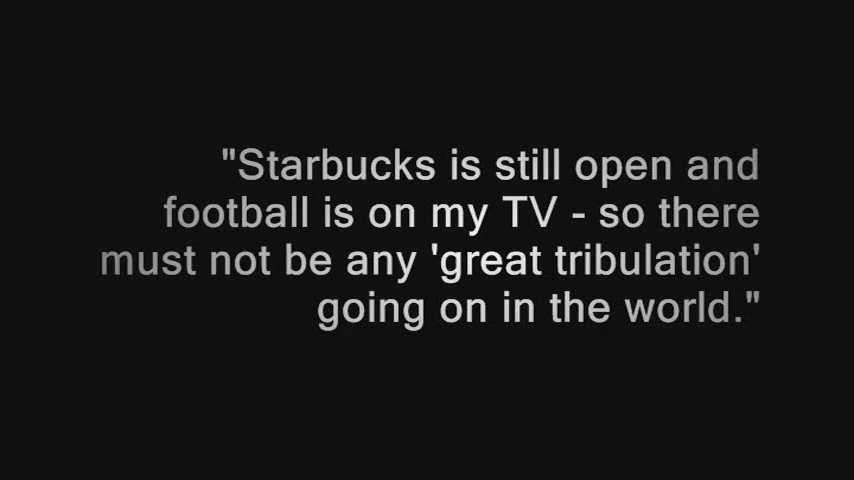 "Starbucks is still open and
football is on my TV - so there
must not be any 'great tribulation'
going on in the world."